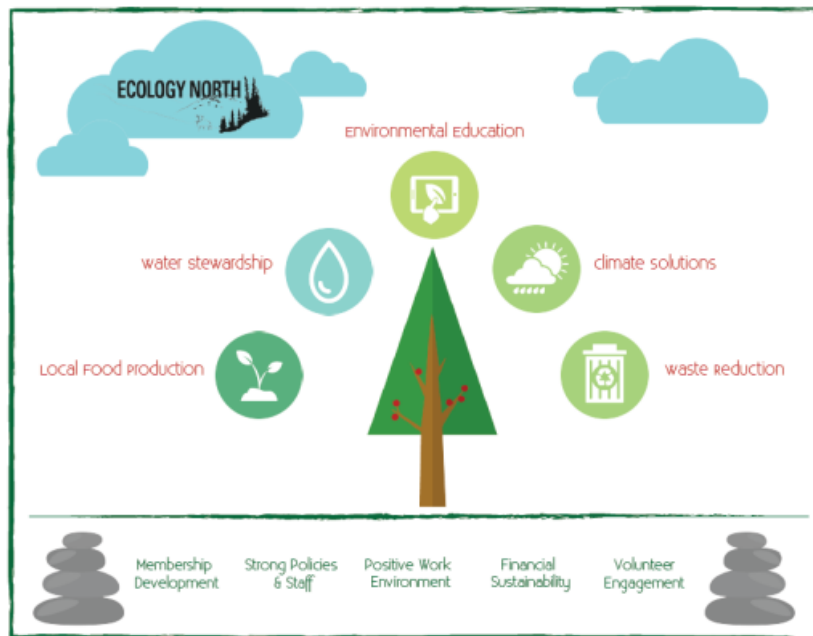 ECOLOGY NORTH
Environmental Education
water stewardship
climate solutions
Local Food Production
Waste Reduction
Membership
Development
Strong Policies
& Staff
Positive Work
Environment
Financial
Sustainability
Volunteer
Engagement